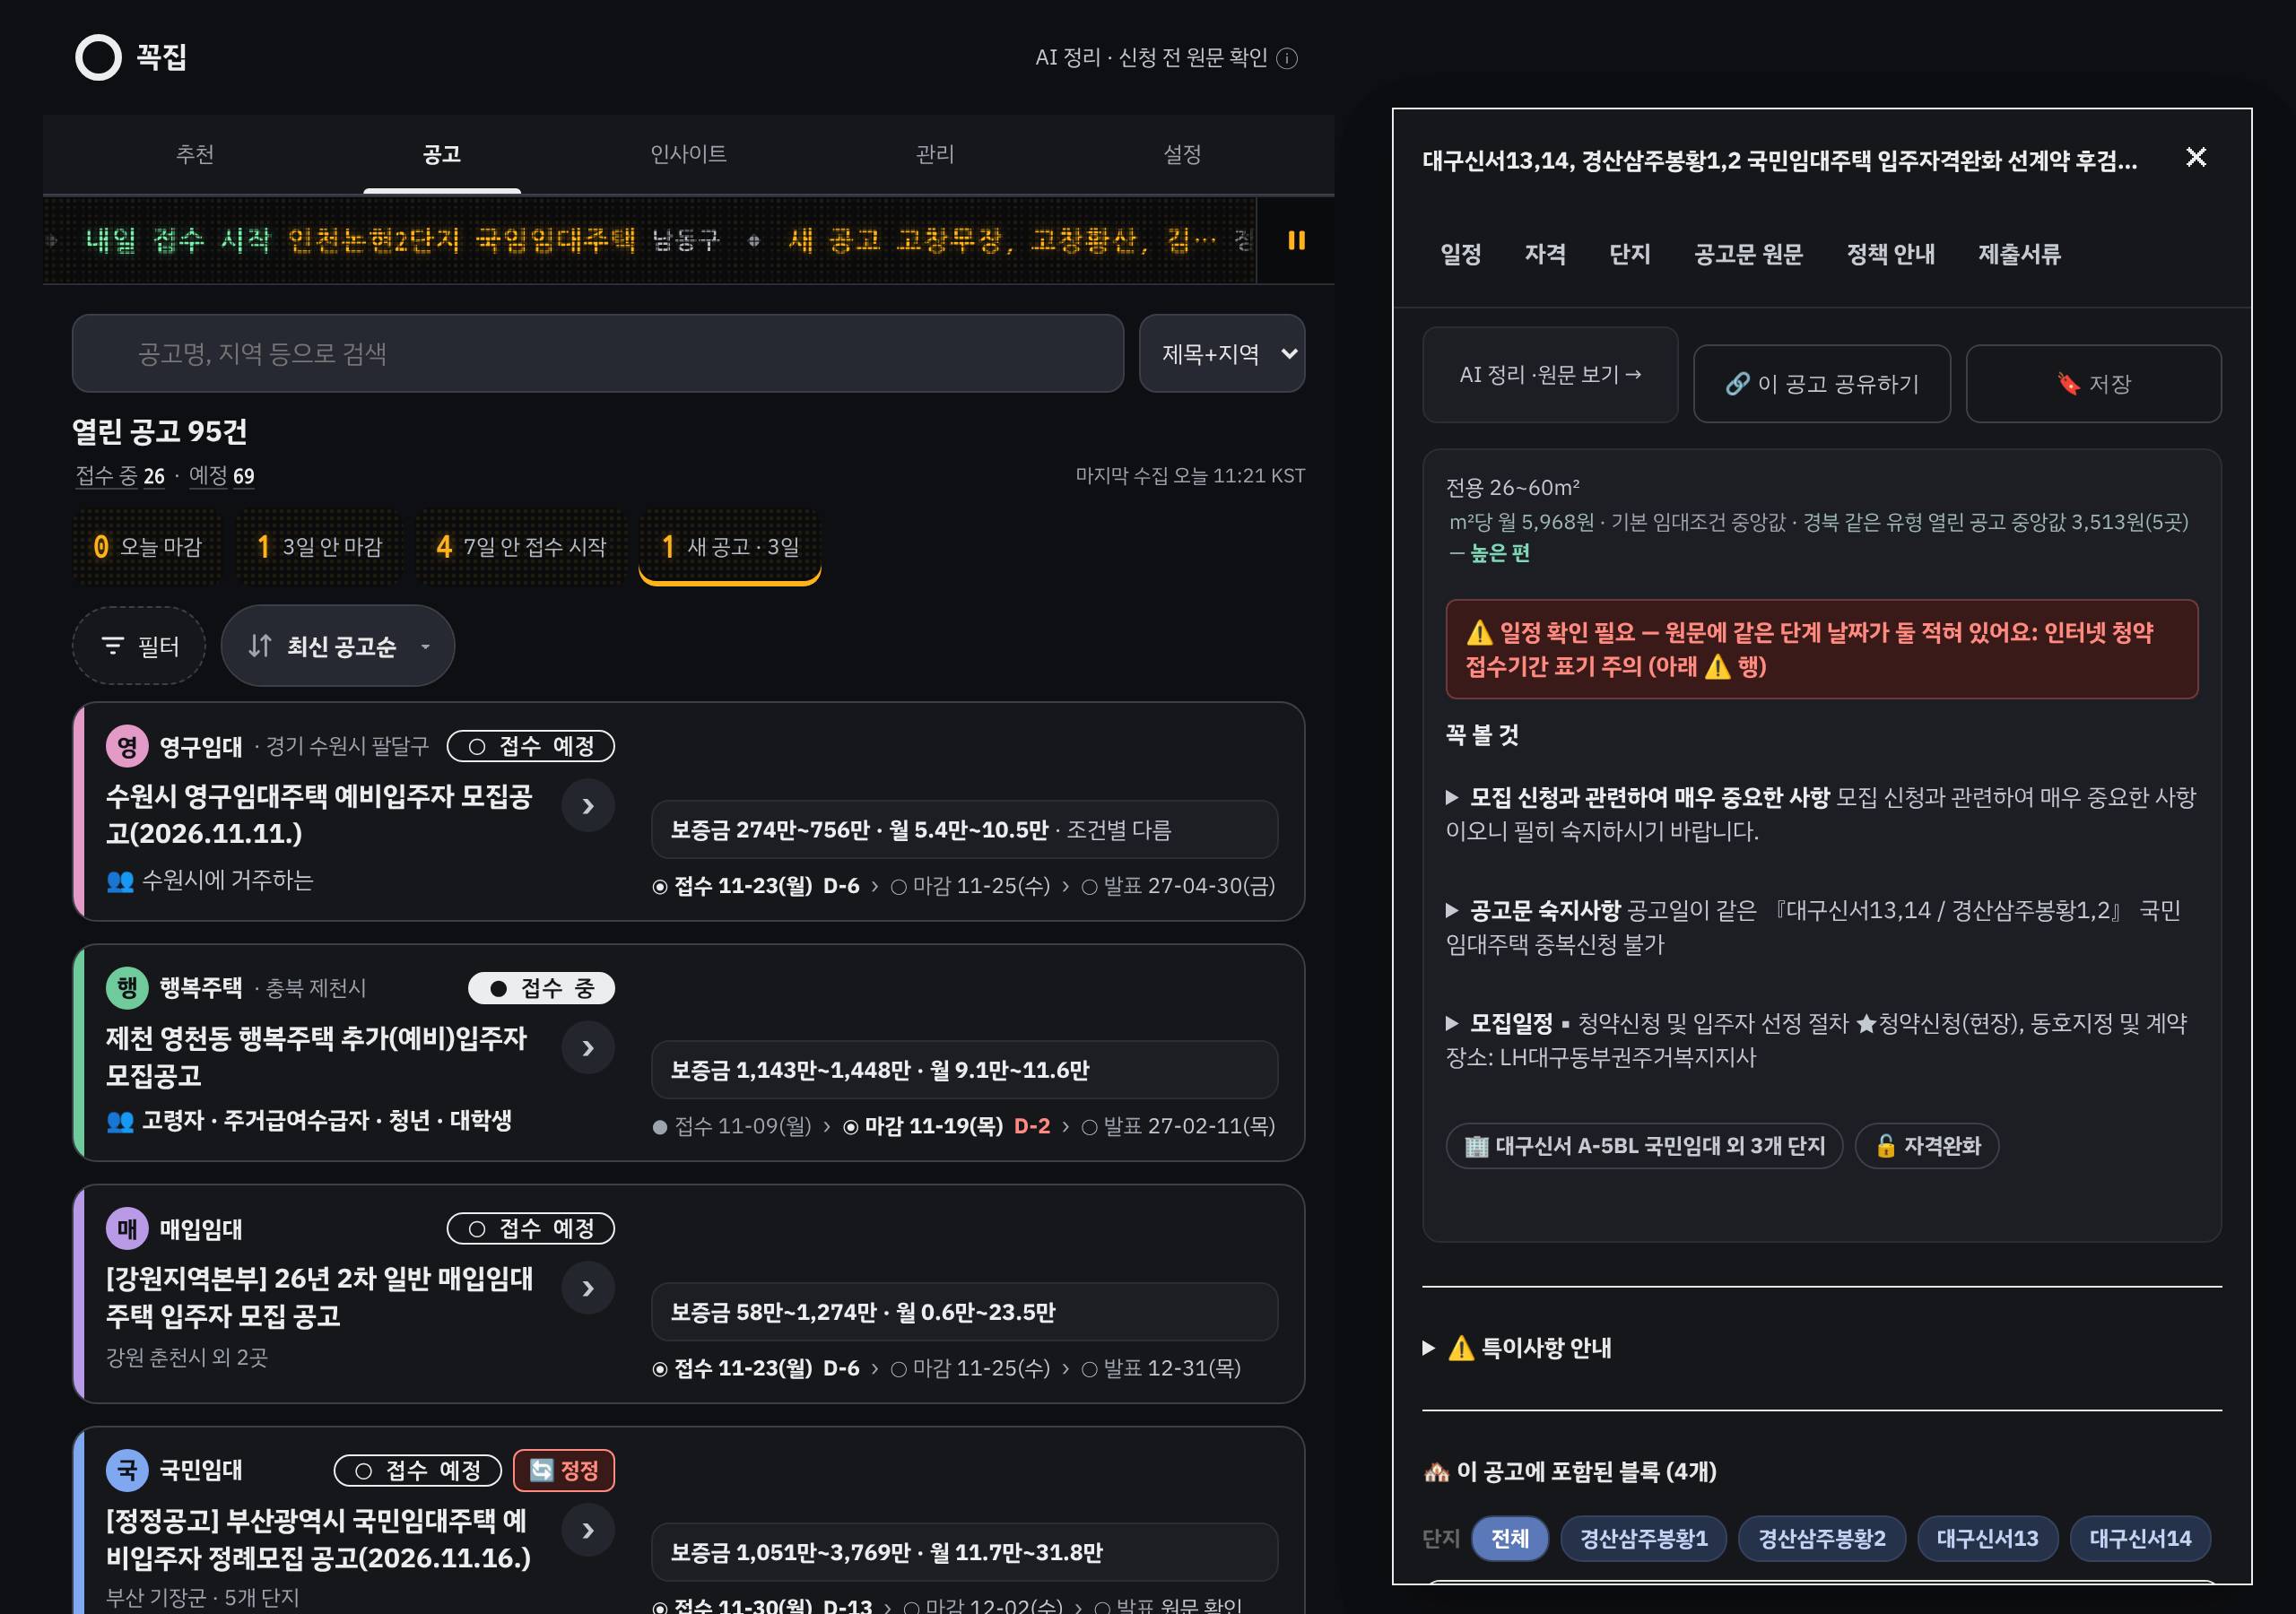 꼭집
AI 정리 · 신청 전 원문 확인 ⓘ
추천 공고 인사이트 관리 설정
내일 접수 시작 인천논현2단지 국민임대주택 남동구 ◆ 새 공고 고창무장, 고창황산, 김…
공고명, 지역 등으로 검색
제목+지역
열린 공고 95건
접수 중 26 · 예정 69
마지막 수집 오늘 11:21 KST
0 오늘 마감
1 3일 안 마감
4 7일 안 접수 시작
1 새 공고 · 3일
필터
최신 공고순
영 영구임대 · 경기 수원시 팔달구 ○ 접수 예정
수원시 영구임대주택 예비입주자 모집공
고(2026.11.11.)
👥 수원시에 거주하는
보증금 274만~756만 · 월 5.4만~10.5만 · 조건별 다름
◉ 접수 11-23(월) D-6 › ○ 마감 11-25(수) › ○ 발표 27-04-30(금)
행 행복주택 · 충북 제천시 ● 접수 중
제천 영천동 행복주택 추가(예비)입주자
모집공고
👥 고령자 · 주거급여수급자 · 청년 · 대학생
보증금 1,143만~1,448만 · 월 9.1만~11.6만
● 접수 11-09(월) › ◉ 마감 11-19(목) D-2 › ○ 발표 27-02-11(목)
매 매입임대 ○ 접수 예정
[강원지역본부] 26년 2차 일반 매입임대
주택 입주자 모집 공고
강원 춘천시 외 2곳
보증금 58만~1,274만 · 월 0.6만~23.5만
◉ 접수 11-23(월) D-6 › ○ 마감 11-25(수) › ○ 발표 12-31(목)
국 국민임대 ○ 접수 예정 🔄 정정
[정정공고] 부산광역시 국민임대주택 예
비입주자 정례모집 공고(2026.11.16.)
부산 기장군 · 5개 단지
보증금 1,051만~3,769만 · 월 11.7만~31.8만
◉ 접수 11-30(월) D-13 › ○ 마감 12-02(수) › ○ 발표 원문 확인
대구신서13,14, 경산삼주봉황1,2 국민임대주택 입주자격완화 선계약 후검…
일정 자격 단지 공고문 원문 정책 안내 제출서류
AI 정리 ·원문 보기 →
🔗 이 공고 공유하기
🔖 저장
전용 26~60m²
m²당 월 5,968원 · 기본 임대조건 중앙값 · 경북 같은 유형 열린 공고 중앙값 3,513원(5곳)
— 높은 편
⚠️ 일정 확인 필요 — 원문에 같은 단계 날짜가 둘 적혀 있어요: 인터넷 청약
접수기간 표기 주의 (아래 ⚠️ 행)
꼭 볼 것
▶ 모집 신청과 관련하여 매우 중요한 사항 모집 신청과 관련하여 매우 중요한 사항
이오니 필히 숙지하시기 바랍니다.
▶ 공고문 숙지사항 공고일이 같은 『대구신서13,14 / 경산삼주봉황1,2』 국민
임대주택 중복신청 불가
▶ 모집일정 ▪ 청약신청 및 입주자 선정 절차 ★청약신청(현장), 동호지정 및 계약
장소: LH대구동부권주거복지지사
🏢 대구신서 A-5BL 국민임대 외 3개 단지
🔓 자격완화
▶ ⚠️ 특이사항 안내
🏘️ 이 공고에 포함된 블록 (4개)
단지 전체 경산삼주봉황1 경산삼주봉황2 대구신서13 대구신서14